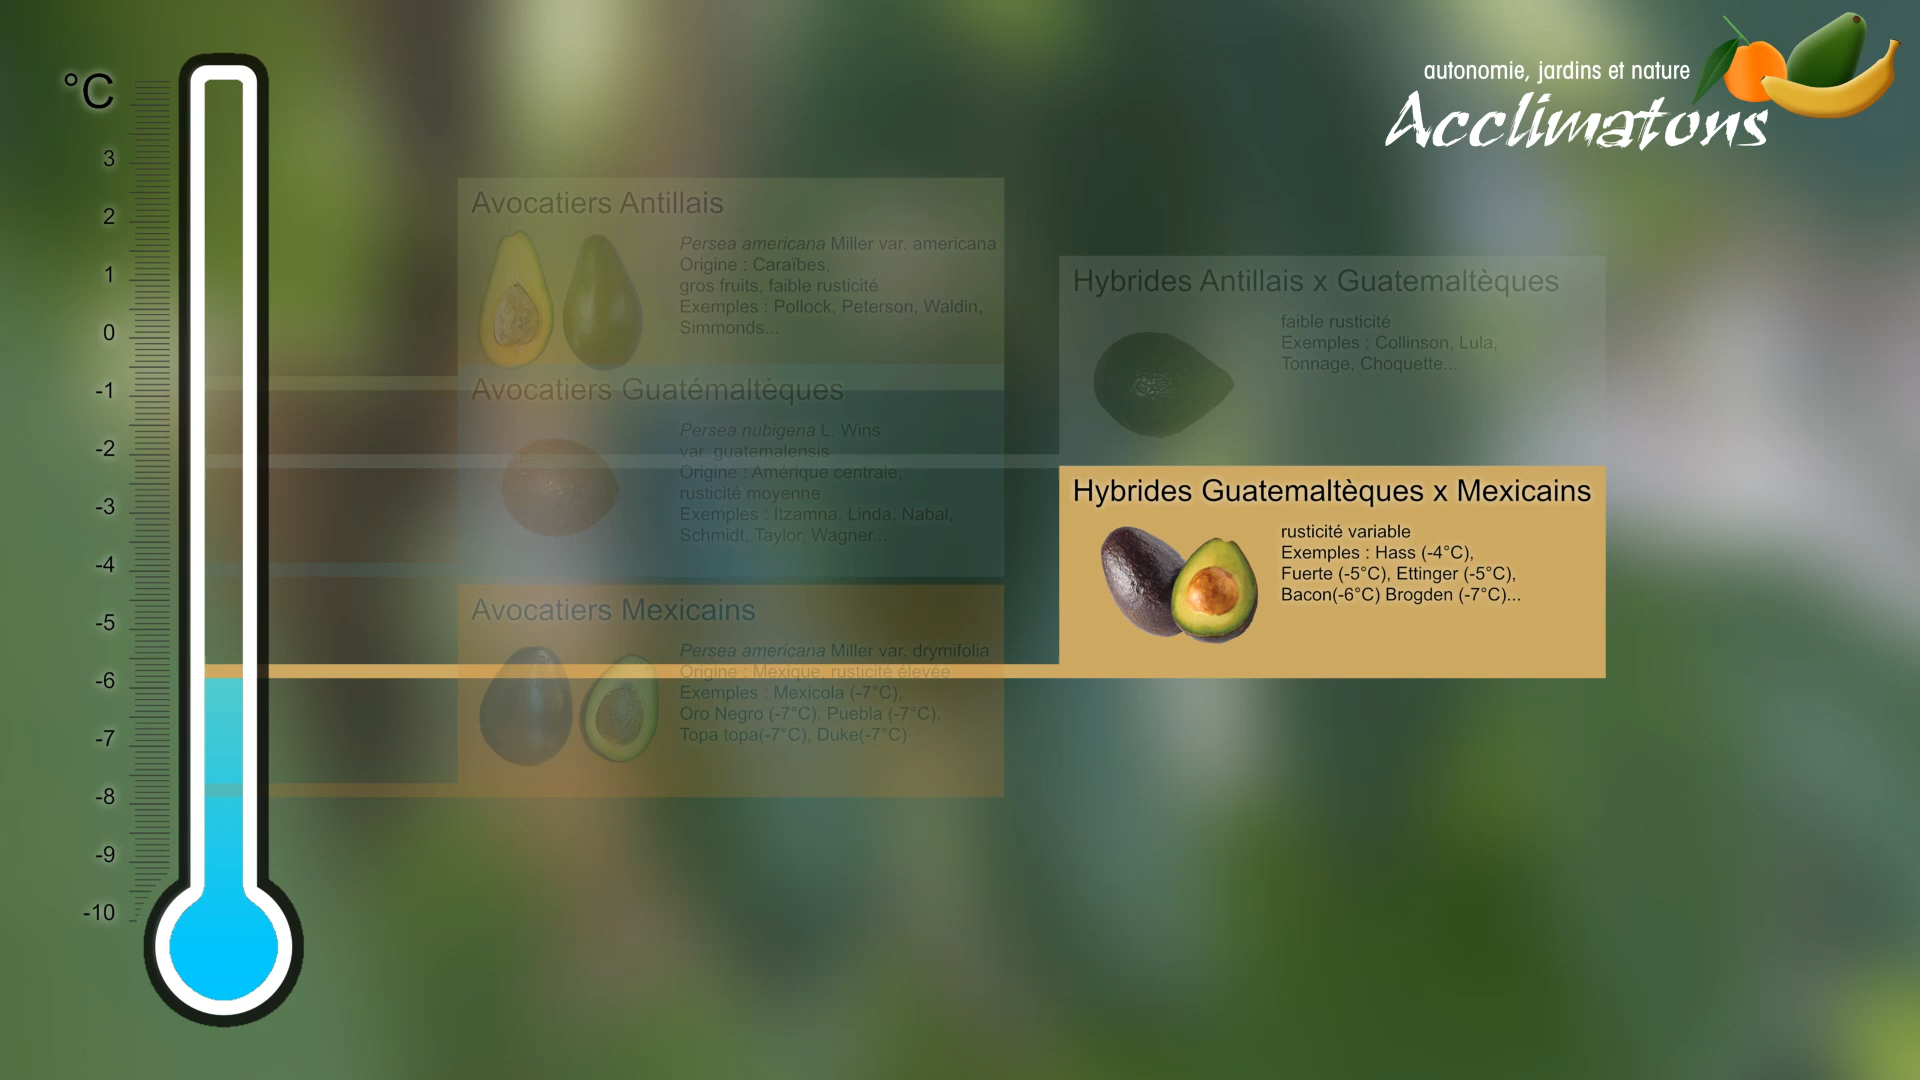 °C
3
2
1
0
-1
-2
-3
-4
-5
-6
-7
-8
-9
-10
autonomie, jardins et nature
Acclimatons
Avocatiers Antillais
Persea americana Miller var. americana
Origine : Caraïbes,
gros fruits, faible rusticité
Exemples : Pollock, Peterson, Waldin,
Simmonds...
Avocatiers Guatémaltèques
Persea nubigena L. Wins
var. guatemalensis
Origine : Amérique centrale,
rusticité moyenne
Exemples : Itzamna, Linda, Nabal,
Schmidt, Taylor, Wagner...
Avocatiers Mexicains
Persea americana Miller var. drymifolia
Origine : Mexique, rusticité élevée
Exemples : Mexicola (-7°C),
Oro Negro (-7°C), Puebla (-7°C),
Topa topa(-7°C), Duke(-7°C)
Hybrides Antillais x Guatemaltèques
faible rusticité
Exemples : Collinson, Lula,
Tonnage, Choquette...
Hybrides Guatemaltèques x Mexicains
rusticité variable
Exemples : Hass (-4°C),
Fuerte (-5°C), Ettinger (-5°C),
Bacon(-6°C) Brogden (-7°C)...